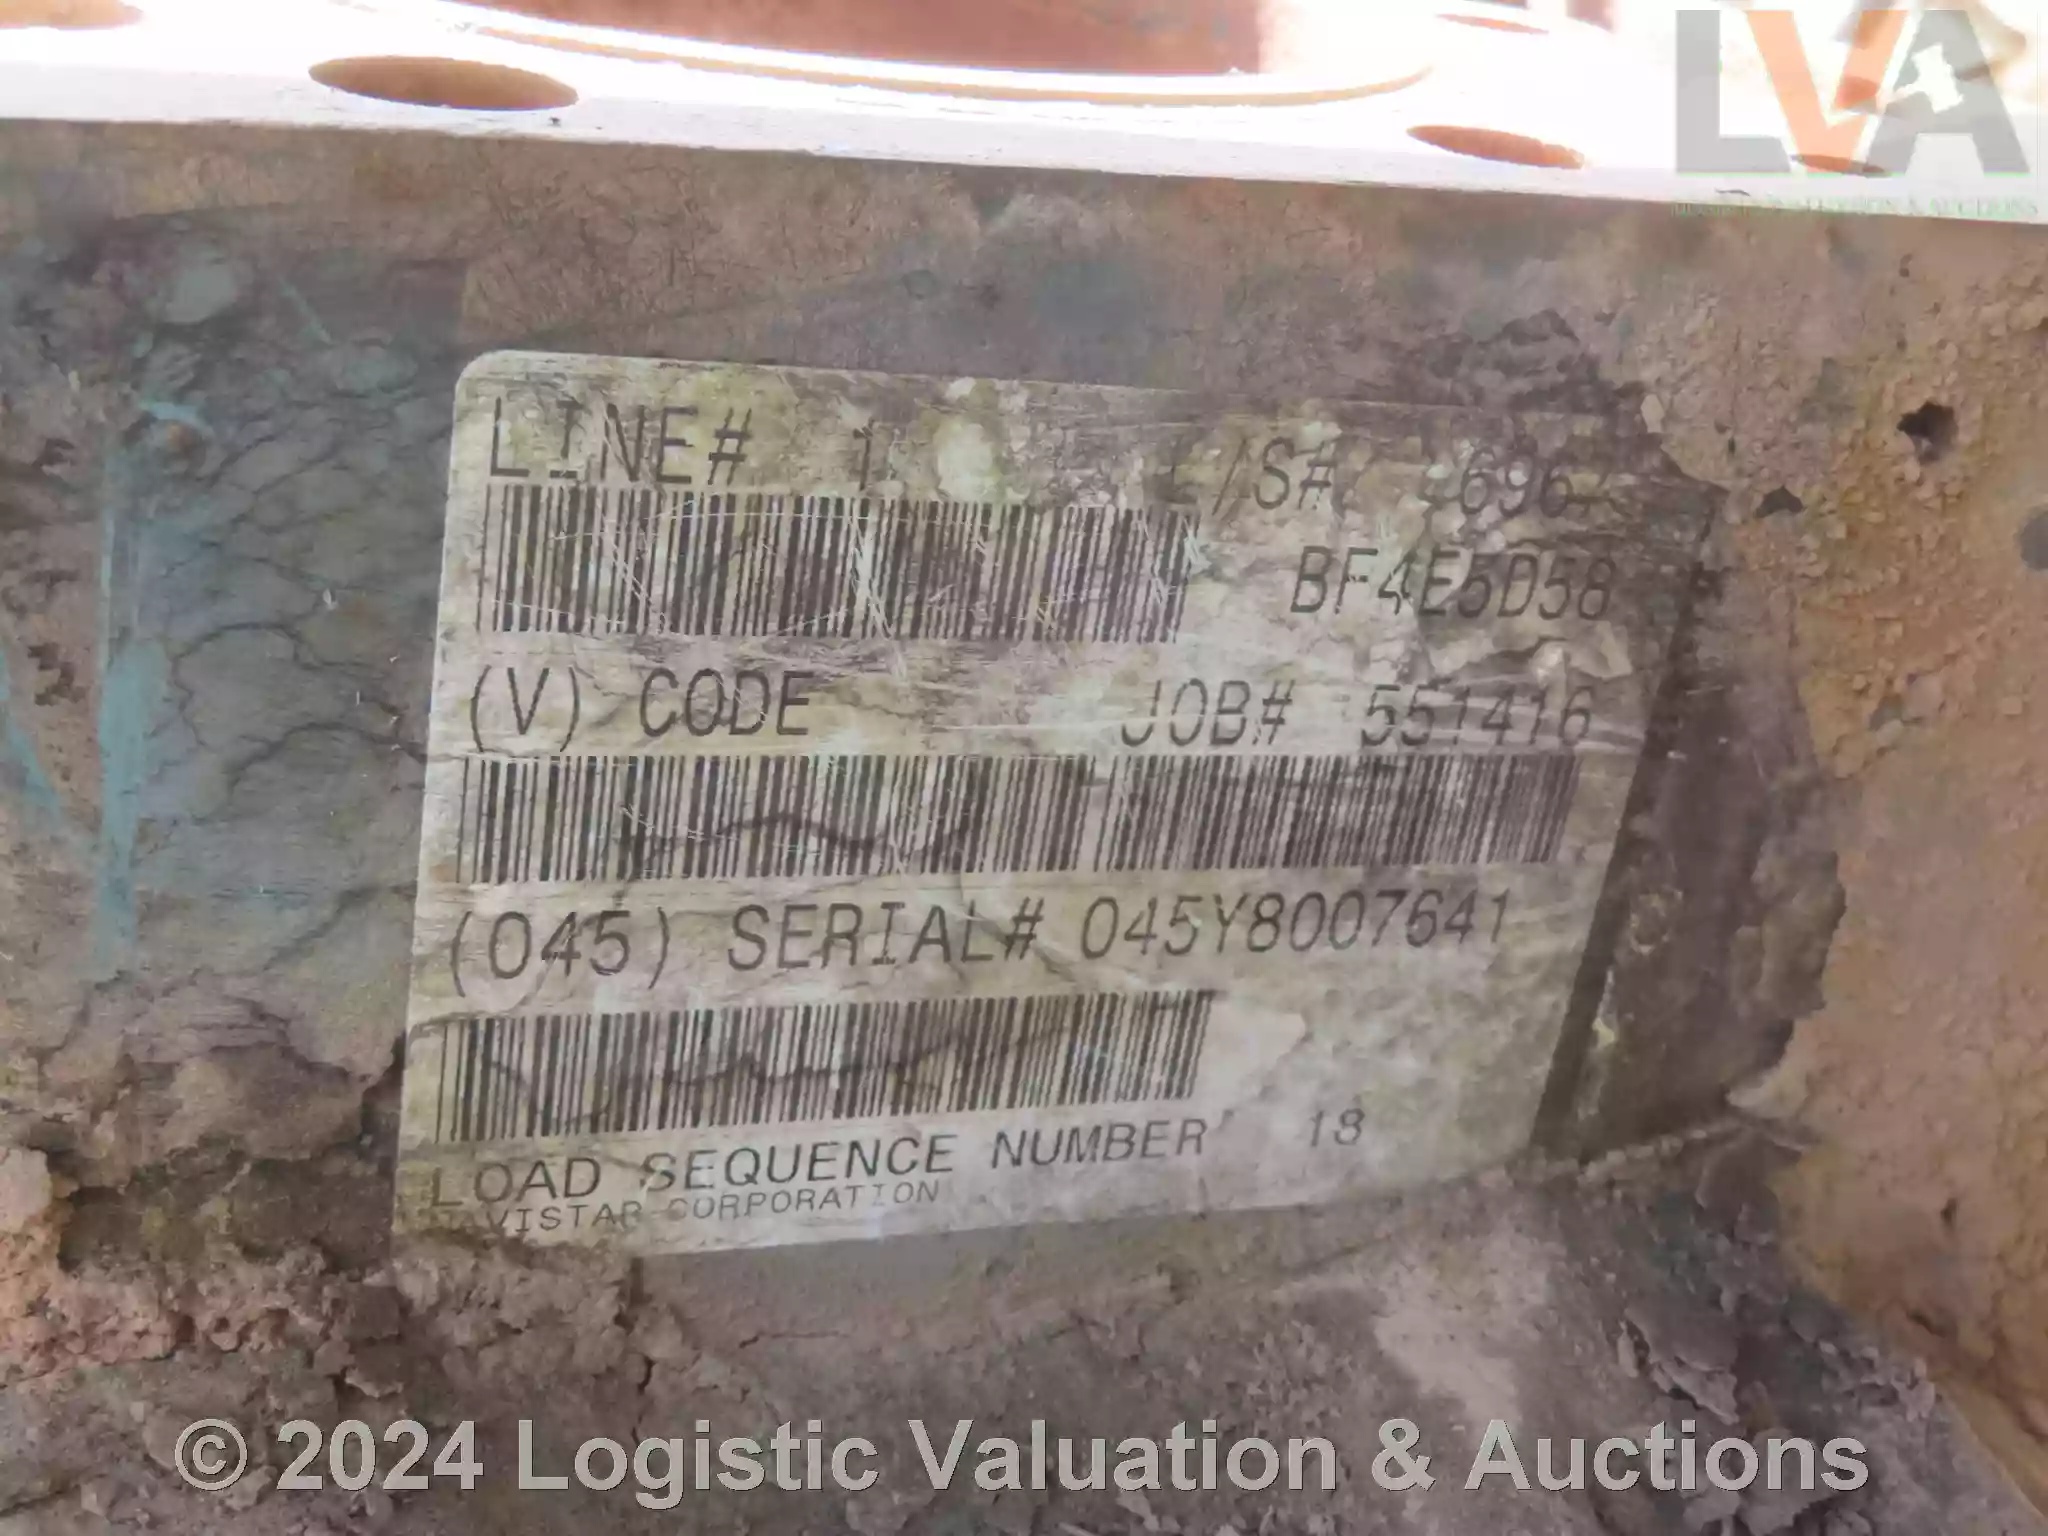 LVA
LINE# 1 L/S# 6967
BF4E5D58
(V) CODE JOB# 551416
(045) SERIAL# 045Y8007641
LOAD SEQUENCE NUMBER 18
CORPORATION
© 2024 Logistic Valuation & Auctions